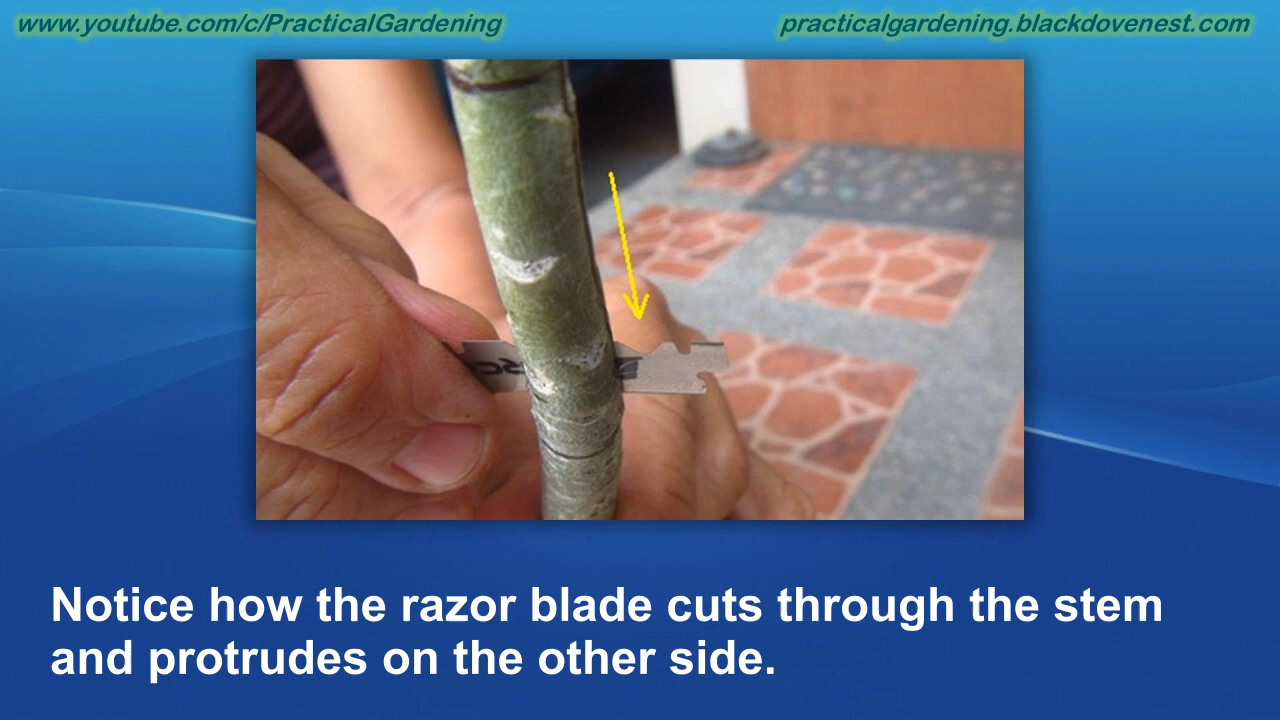 www.youtube.com/c/PracticalGardening
practicalgardening.blackdovenest.com
Notice how the razor blade cuts through the stem
and protrudes on the other side.